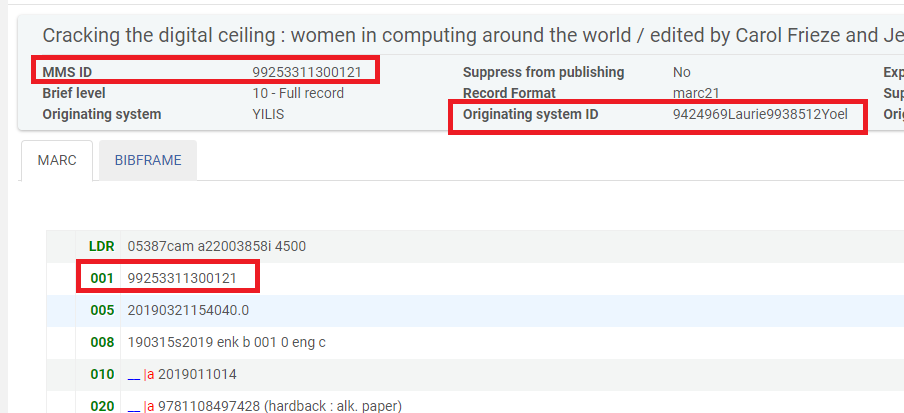 Cracking the digital ceiling : women in computing around the world / edited by Carol Frieze and Je
MMS ID 99253311300121 Suppress from publishing No Exp
Brief level 10 - Full record Record Format marc21 Sup
Originating system YILIS Originating system ID 9424969Laurie9938512Yoel Orig
MARC BIBFRAME
LDR 05387cam a22003858i 4500
001 99253311300121
005 20190321154040.0
008 190315s2019 enk b 001 0 eng c
010 __ |a 2019011014
020 __ |a 9781108497428 (hardback : alk. paper)